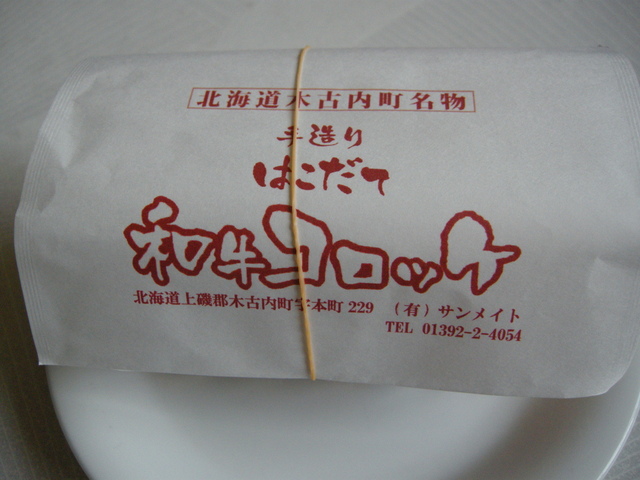 北海道木古内町名物
手造り
はこだて
和牛コロッケ
北海道上磯郡木古内町字本町 229 （有）サンメイト
TEL 01392-2-4054